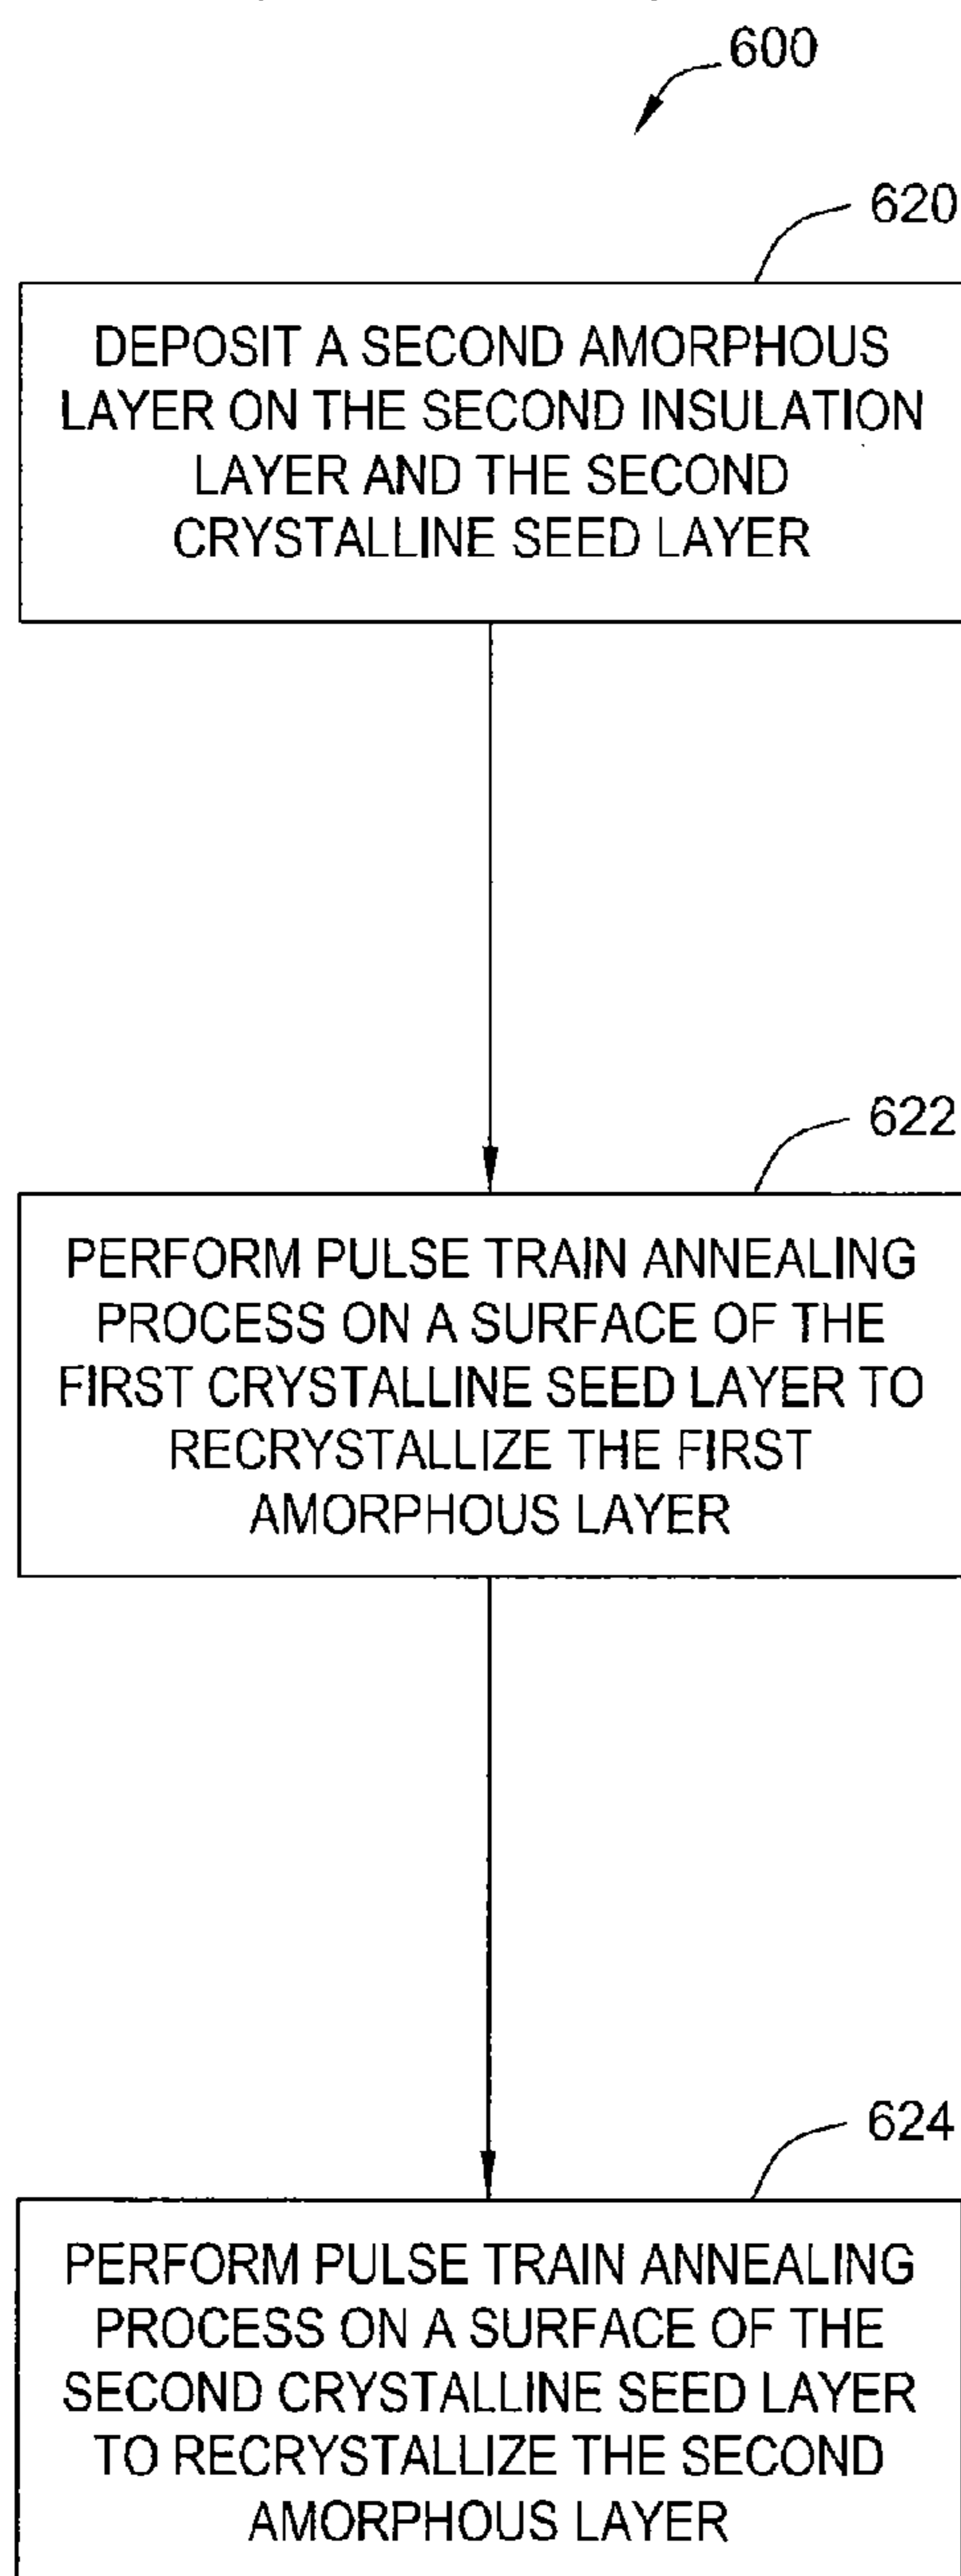 600
620
DEPOSIT A SECOND AMORPHOUS
LAYER ON THE SECOND INSULATION
LAYER AND THE SECOND
CRYSTALLINE SEED LAYER
622
PERFORM PULSE TRAIN ANNEALING
PROCESS ON A SURFACE OF THE
FIRST CRYSTALLINE SEED LAYER TO
RECRYSTALLIZE THE FIRST
AMORPHOUS LAYER
624
PERFORM PULSE TRAIN ANNEALING
PROCESS ON A SURFACE OF THE
SECOND CRYSTALLINE SEED LAYER
TO RECRYSTALLIZE THE SECOND
AMORPHOUS LAYER